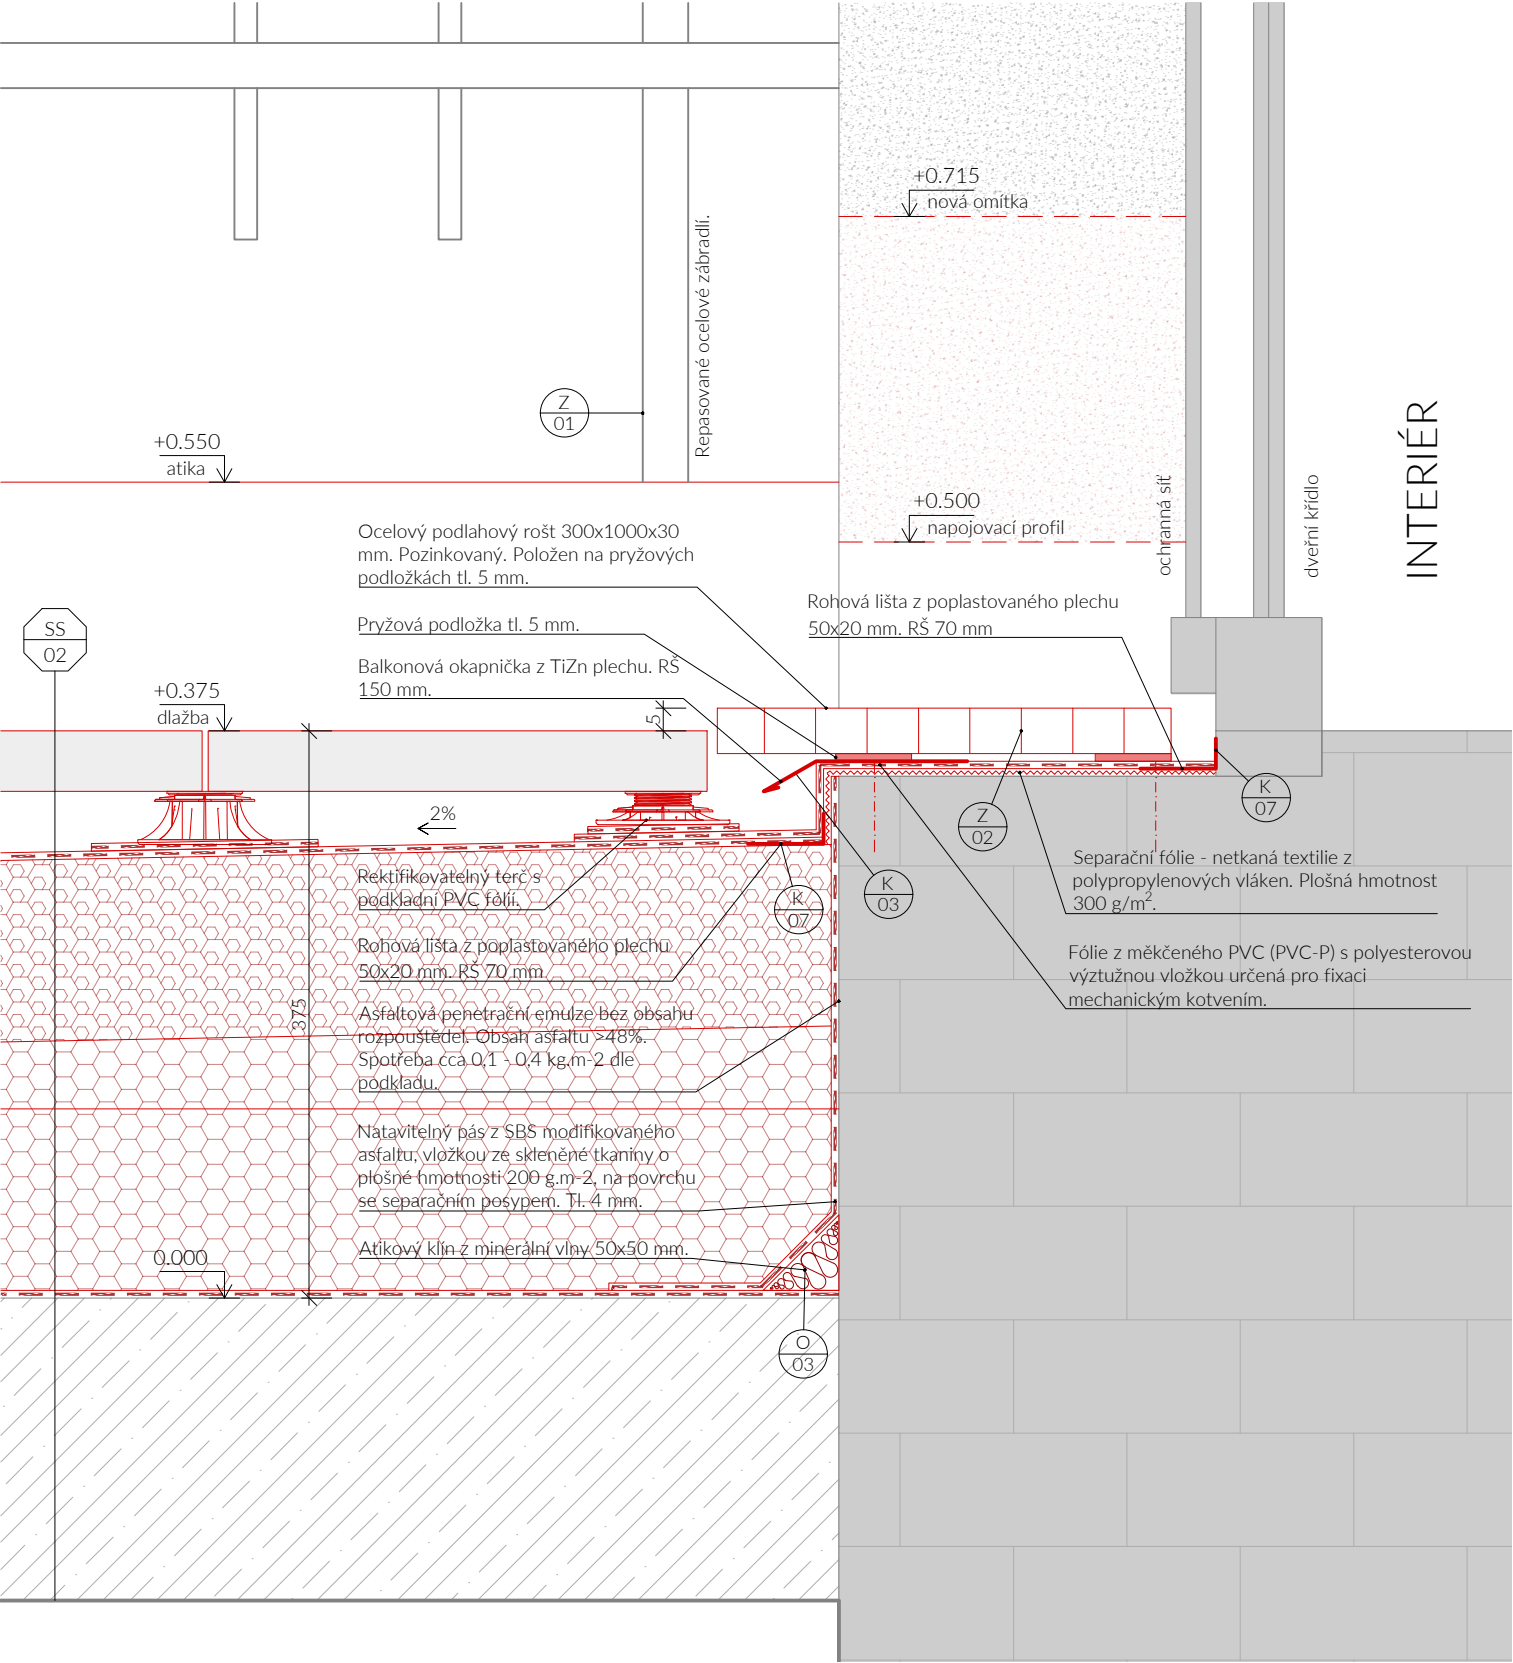 +0.715
nová omítka
Repasované ocelové zábradlí.
Z
01
+0.550
atika
INTERIÉR
ochranná síť
dveřní křídlo
+0.500
napojovací profil
Ocelový podlahový rošt 300x1000x30
mm. Pozinkovaný. Položen na pryžových
podložkách tl. 5 mm.
Rohová lišta z poplastovaného plechu
50x20 mm. RŠ 70 mm
Pryžová podložka tl. 5 mm.
SS
02
Balkonová okapnička z TiZn plechu. RŠ
150 mm.
+0.375
dlažba
5
2%
K
07
Z
02
Separační fólie - netkaná textilie z
polypropylenových vláken. Plošná hmotnost
300 g/m².
Rektifikovatelný terč s
podkladní PVC fólií.
K
07
K
03
Rohová lišta z poplastovaného plechu
50x20 mm. RŠ 70 mm
Fólie z měkčeného PVC (PVC-P) s polyesterovou
výztužnou vložkou určená pro fixaci
mechanickým kotvením.
375
Asfaltová penetrační emulze bez obsahu
rozpouštědel. Obsah asfaltu >48%.
Spotřeba cca 0,1 - 0,4 kg.m-2 dle
podkladu.
Natavitelný pás z SBS modifikovaného
asfaltu, vložkou ze skleněné tkaniny o
plošné hmotnosti 200 g.m-2, na povrchu
se separačním posypem. Tl. 4 mm.
Atikový klín z minerální vlny 50x50 mm.
0.000
O
03